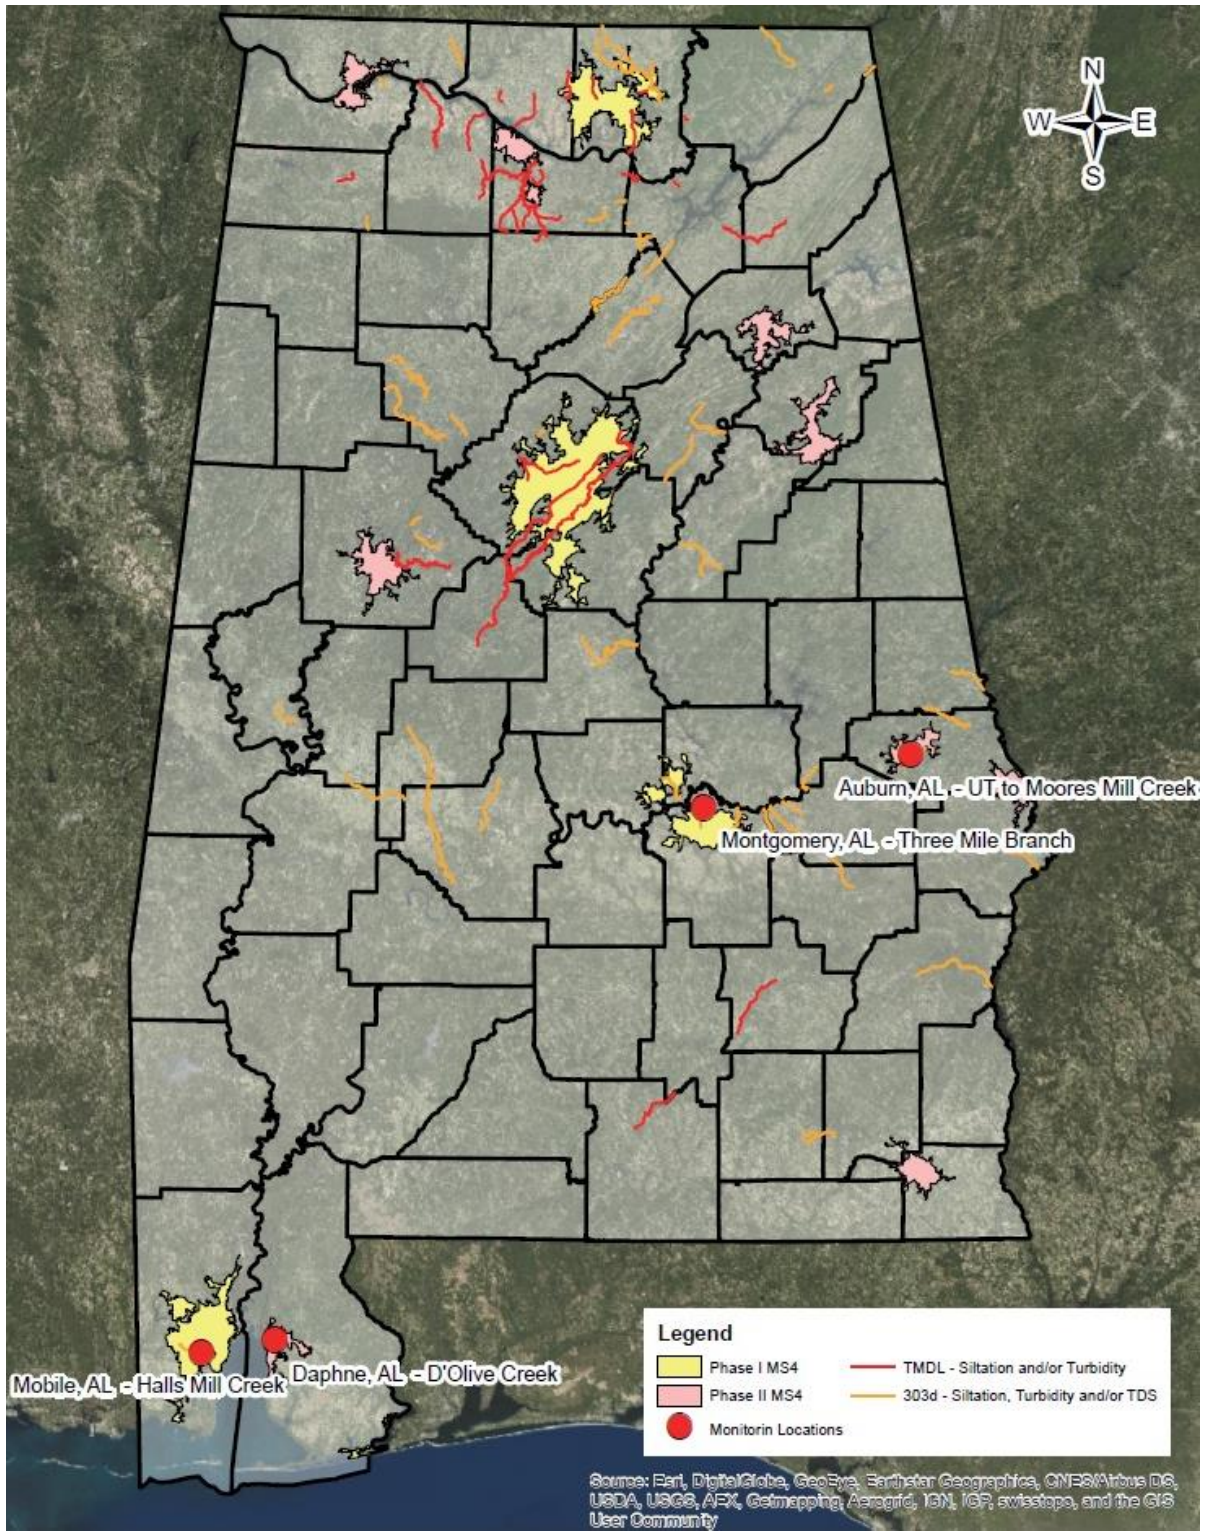 N
W E
S
Auburn, AL - UT to Moores Mill Creek
Montgomery, AL - Three Mile Branch
Mobile, AL - Halls Mill Creek
Daphne, AL - D'Olive Creek
Legend
Phase I MS4
TMDL - Siltation and/or Turbidity
Phase II MS4
303d - Siltation, Turbidity and/or TDS
Monitorin Locations
Source: Esri, DigitalGlobe, GeoEye, Earthstar Geographics, CNES/Airbus DS,
USDA, USGS, AEX, Getmapping, Aerogrid, IGN, IGP, swisstopo, and the GIS
User Community